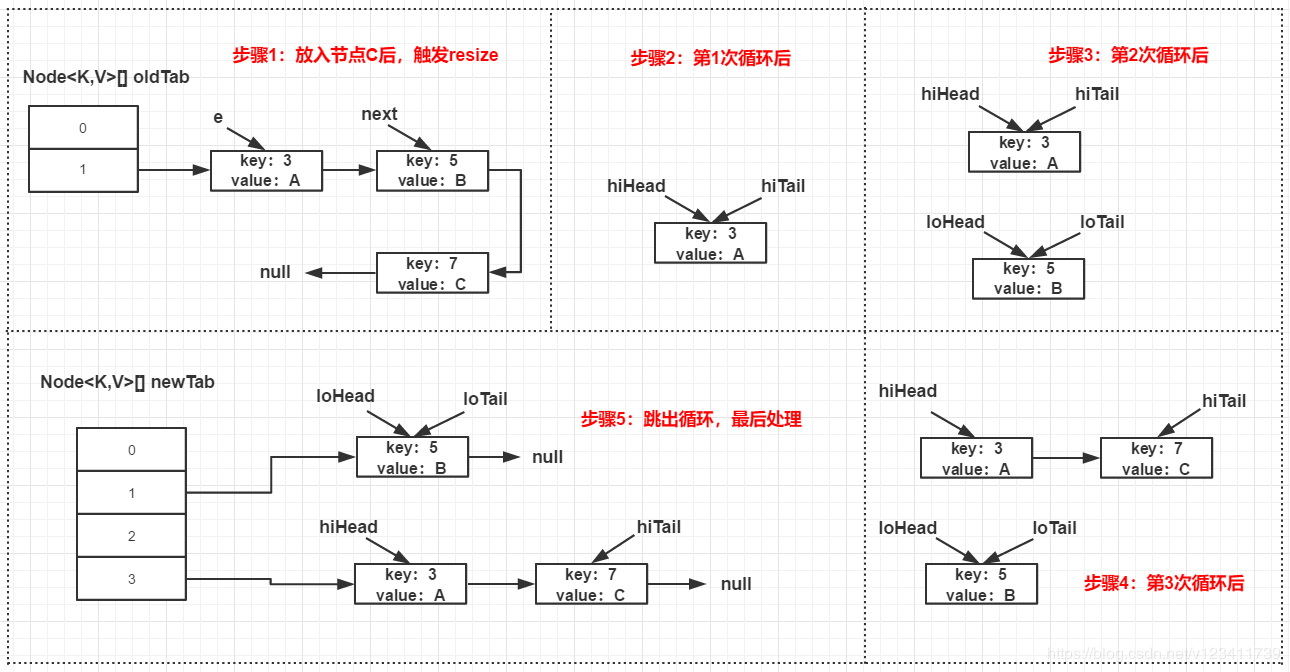 步骤1：放入节点C后，触发resize
Node<K,V>[] oldTab
0
1
e
next
key: 3
value: A
key: 5
value: B
key: 7
value: C
null
步骤2：第1次循环后
hiHead
hiTail
key: 3
value: A
步骤3：第2次循环后
hiHead
hiTail
key: 3
value: A
loHead
loTail
key: 5
value: B
Node<K,V>[] newTab
0
1
2
3
loHead
loTail
key: 5
value: B
null
步骤5：跳出循环，最后处理
hiHead
hiTail
key: 3
value: A
key: 7
value: C
null
hiHead
hiTail
key: 3
value: A
key: 7
value: C
loHead
loTail
key: 5
value: B
步骤4：第3次循环后